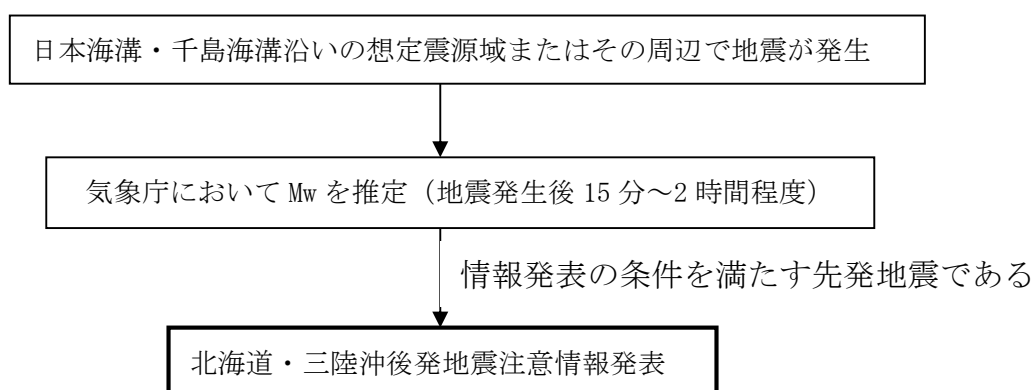 日本海溝・千島海溝沿いの想定震源域またはその周辺で地震が発生
気象庁において Mw を推定（地震発生後 15 分～2 時間程度）
情報発表の条件を満たす先発地震である
北海道・三陸沖後発地震注意情報発表